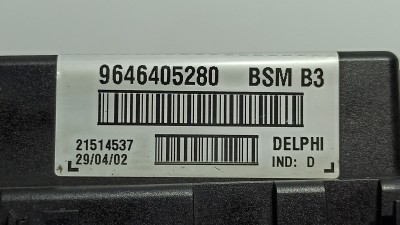 9646405280 BSM B3
21514537 DELPHI
29/04/02 IND: D